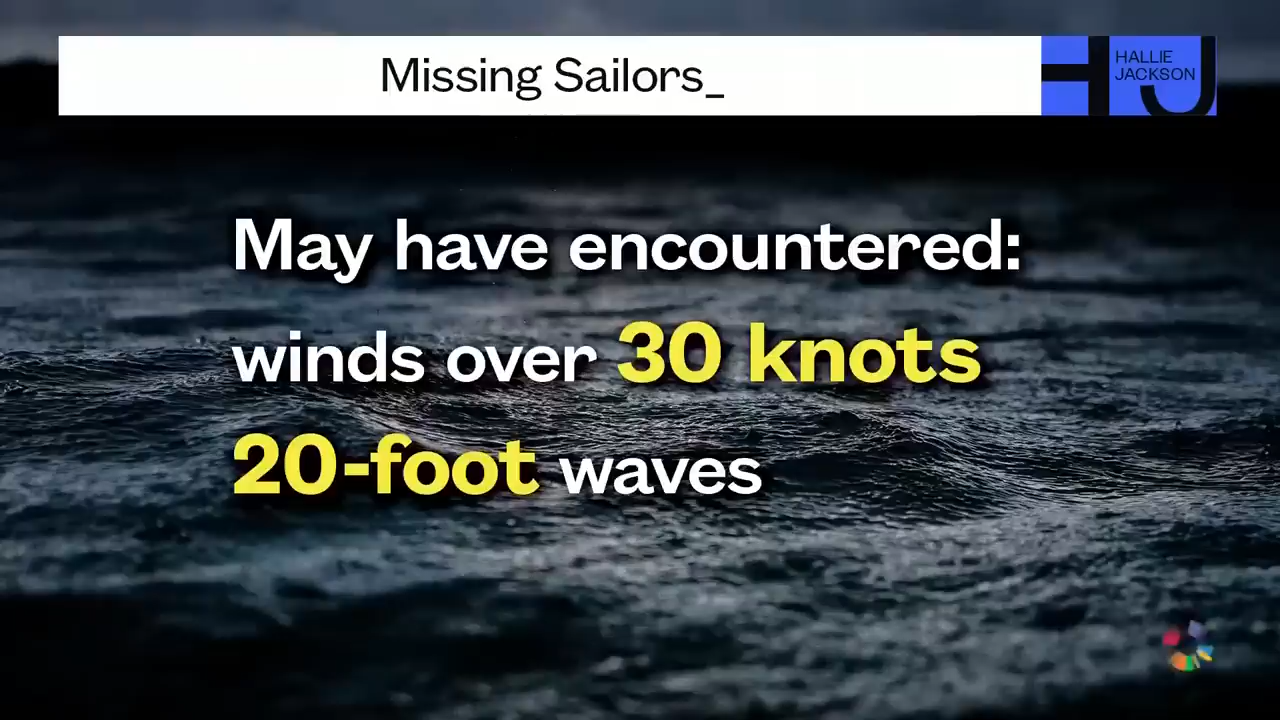 Missing Sailors_
HALLIE
JACKSON
May have encountered:
winds over 30 knots
20-foot waves